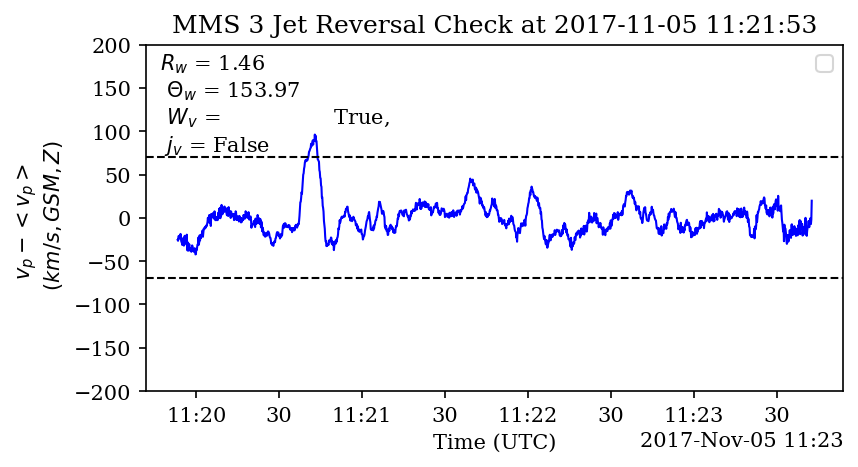 MMS 3 Jet Reversal Check at 2017-11-05 11:21:53
R_w = 1.46
Θ_w = 153.97
W_v = True,
j_v = False
v_p − < v_p >
(km/s, GSM, Z)
200
150
100
50
0
−50
−100
−150
−200
11:20 30 11:21 30 11:22 30 11:23 30
Time (UTC) 2017-Nov-05 11:23